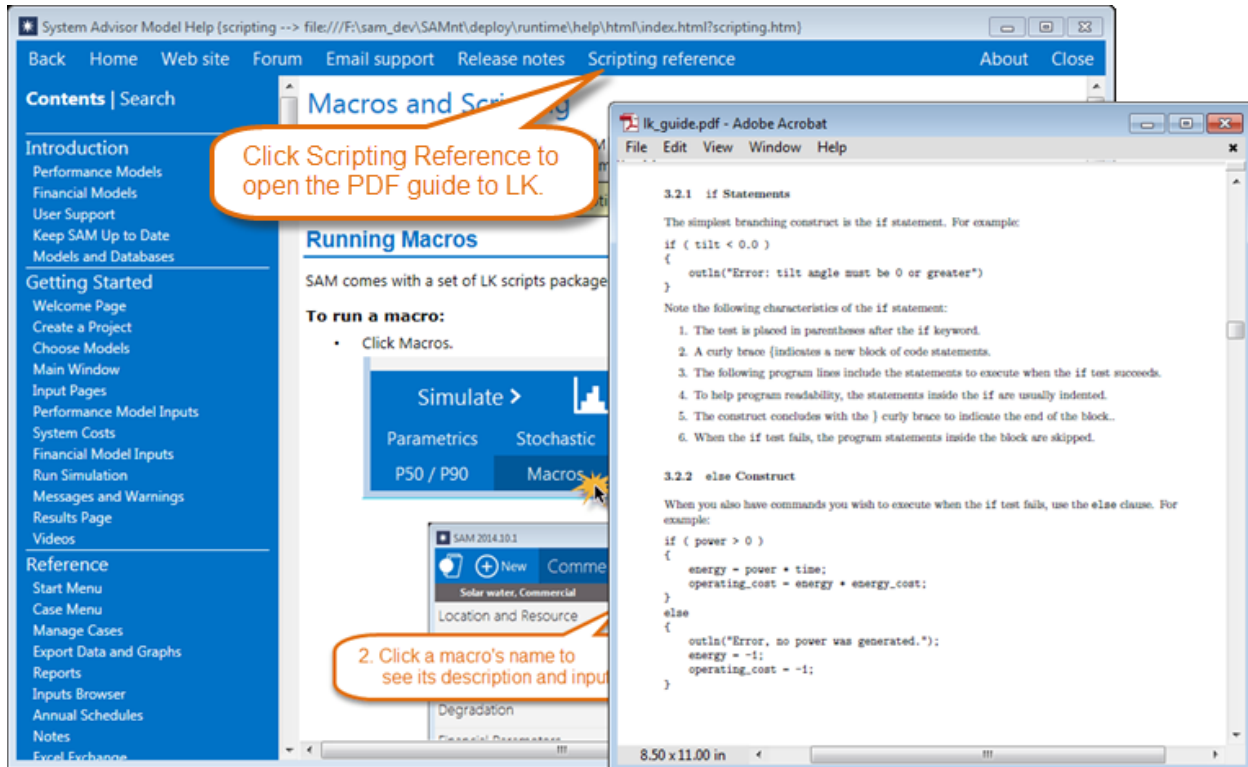 System Advisor Model Help {scripting --> file:///F:\sam_dev\SAMnt\deploy\runtime\help\html\index.html?scripting.htm}
Back Home Web site Forum Email support Release notes Scripting reference About Close
Contents | Search
Introduction
Performance Models
Financial Models
User Support
Keep SAM Up to Date
Models and Databases
Getting Started
Welcome Page
Create a Project
Choose Models
Main Window
Input Pages
Performance Model Inputs
System Costs
Financial Model Inputs
Run Simulation
Messages and Warnings
Results Page
Videos
Reference
Start Menu
Case Menu
Manage Cases
Export Data and Graphs
Reports
Inputs Browser
Annual Schedules
Notes
Excel Exchange
Macros and Scripting
Click Scripting Reference to
open the PDF guide to LK.
Running Macros
SAM comes with a set of LK scripts package
To run a macro:
• Click Macros.
Simulate >
Parametrics Stochastic
P50 / P90 Macros
SAM 2014.10.1
New Comme
Solar water, Commercial
Location and Resource
2. Click a macro's name to
see its description and input
Degradation
Financial Parameters
lk_guide.pdf - Adobe Acrobat
File Edit View Window Help
3.2.1 if Statements
The simplest branching construct is the if statement. For example:
if ( tilt < 0.0 )
{
outln("Error: tilt angle must be 0 or greater")
}
Note the following characteristics of the if statement:
1. The test is placed in parentheses after the if keyword.
2. A curly brace {indicates a new block of code statements.
3. The following program lines include the statements to execute when the if test succeeds.
4. To help program readability, the statements inside the if are usually indented.
5. The construct concludes with the } curly brace to indicate the end of the block..
6. When the if test fails, the program statements inside the block are skipped.
3.2.2 else Construct
When you also have commands you wish to execute when the if test fails, use the else clause. For
example:
if ( power > 0 )
{
energy = power * time;
operating_cost = energy * energy_cost;
}
else
{
outln("Error, no power was generated.");
energy = -1;
operating_cost = -1;
}
8.50 x 11.00 in